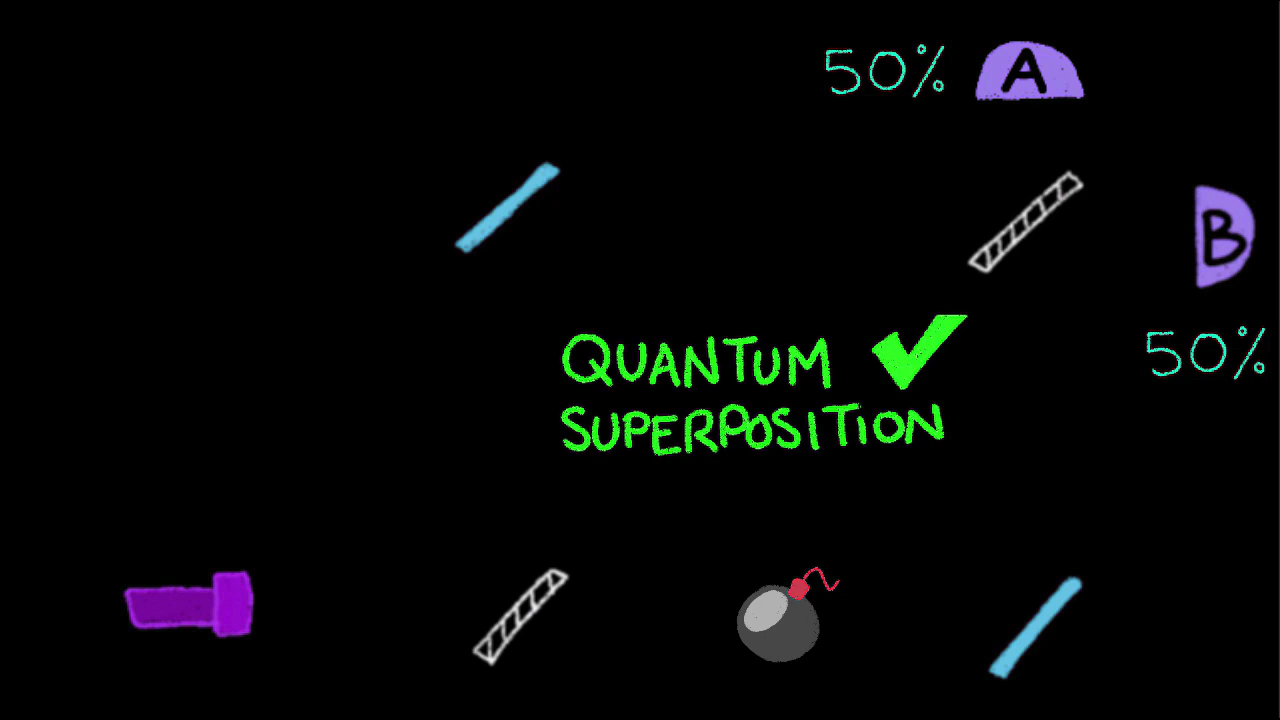 50% A
B
50%
QUANTUM
SUPERPOSITION